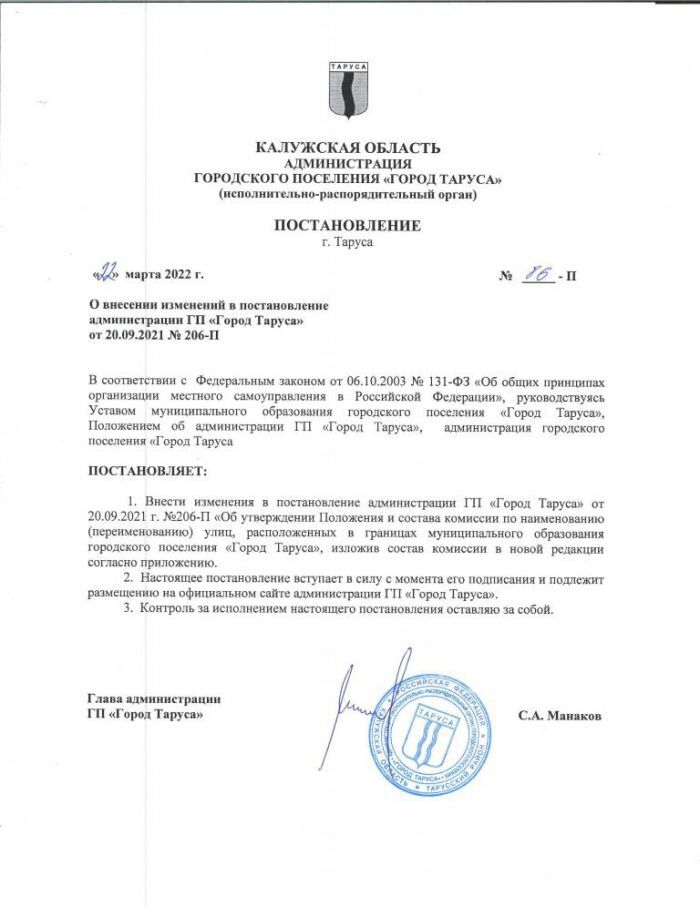 ТАРУСА
КАЛУЖСКАЯ ОБЛАСТЬ
АДМИНИСТРАЦИЯ
ГОРОДСКОГО ПОСЕЛЕНИЯ «ГОРОД ТАРУСА»
(исполнительно-распорядительный орган)
ПОСТАНОВЛЕНИЕ
г. Таруса
«22» марта 2022 г. № 86 - П
О внесении изменений в постановление
администрации ГП «Город Таруса»
от 20.09.2021 № 206-П
В соответствии с Федеральным законом от 06.10.2003 № 131-ФЗ «Об общих принципах
организации местного самоуправления в Российской Федерации», руководствуясь
Уставом муниципального образования городского поселения «Город Таруса»,
Положением об администрации ГП «Город Таруса», администрация городского
поселения «Город Таруса
ПОСТАНОВЛЯЕТ:
1. Внести изменения в постановление администрации ГП «Город Таруса» от
20.09.2021 г. №206-П «Об утверждении Положения и состава комиссии по наименованию
(переименованию) улиц, расположенных в границах муниципального образования
городского поселения «Город Таруса», изложив состав комиссии в новой редакции
согласно приложению.
2. Настоящее постановление вступает в силу с момента его подписания и подлежит
размещению на официальном сайте администрации ГП «Город Таруса».
3. Контроль за исполнением настоящего постановления оставляю за собой.
Глава администрации
ГП «Город Таруса» С.А. Манаков
РОССИЙСКАЯ ФЕДЕРАЦИЯ * ТАРУССКИЙ РАЙОН * КАЛУЖСКАЯ ОБЛАСТЬ
«ГОРОД ТАРУСА»
ТАРУСА